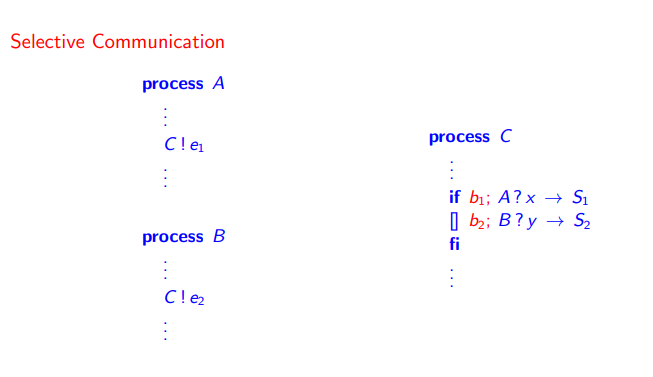 Selective Communication
process A
⋮
C ! e₁
⋮
process B
⋮
C ! e₂
⋮
process C
⋮
if b₁; A ? x → S₁
[] b₂; B ? y → S₂
fi
⋮